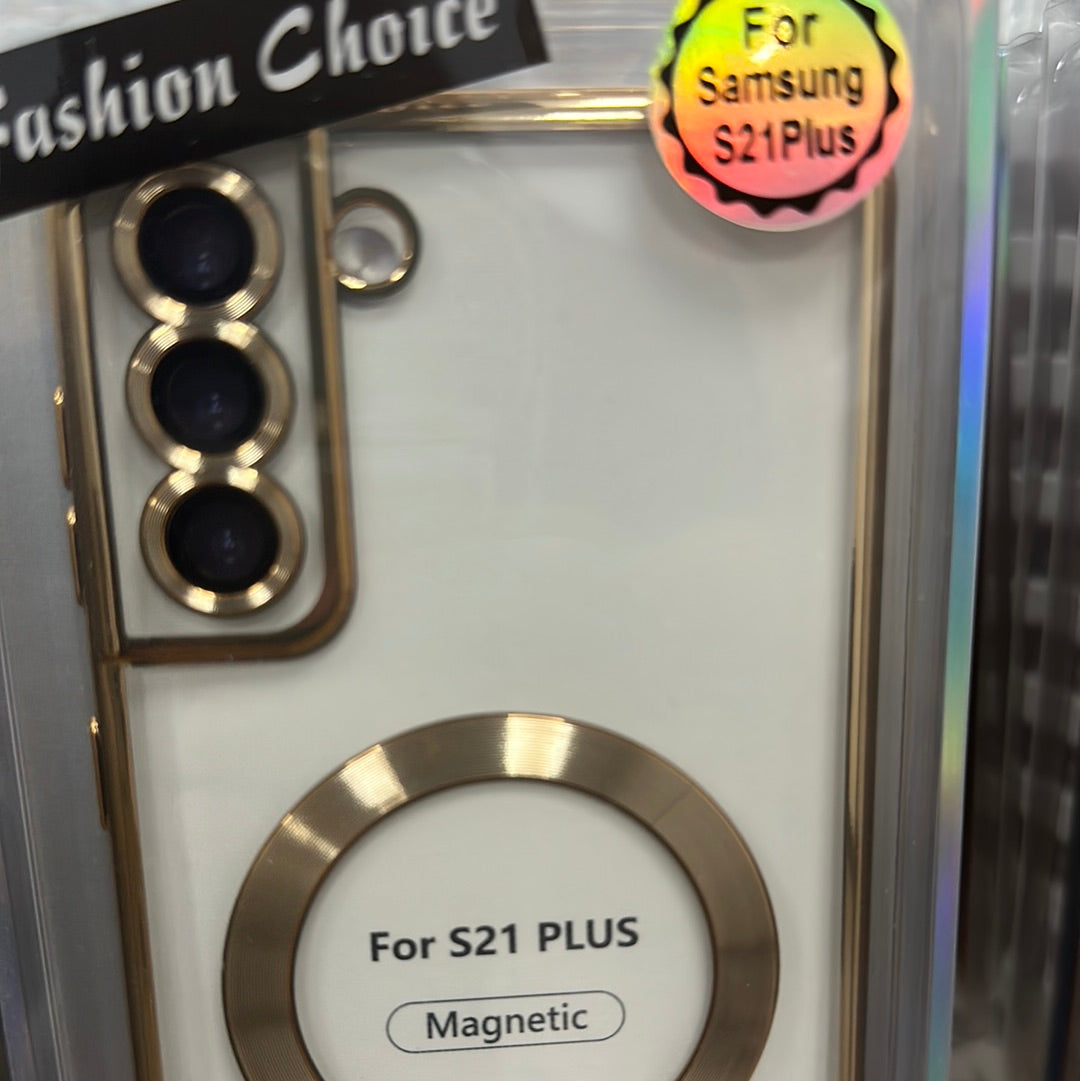 Fashion Choice
For
Samsung
S21Plus
For S21 PLUS
Magnetic